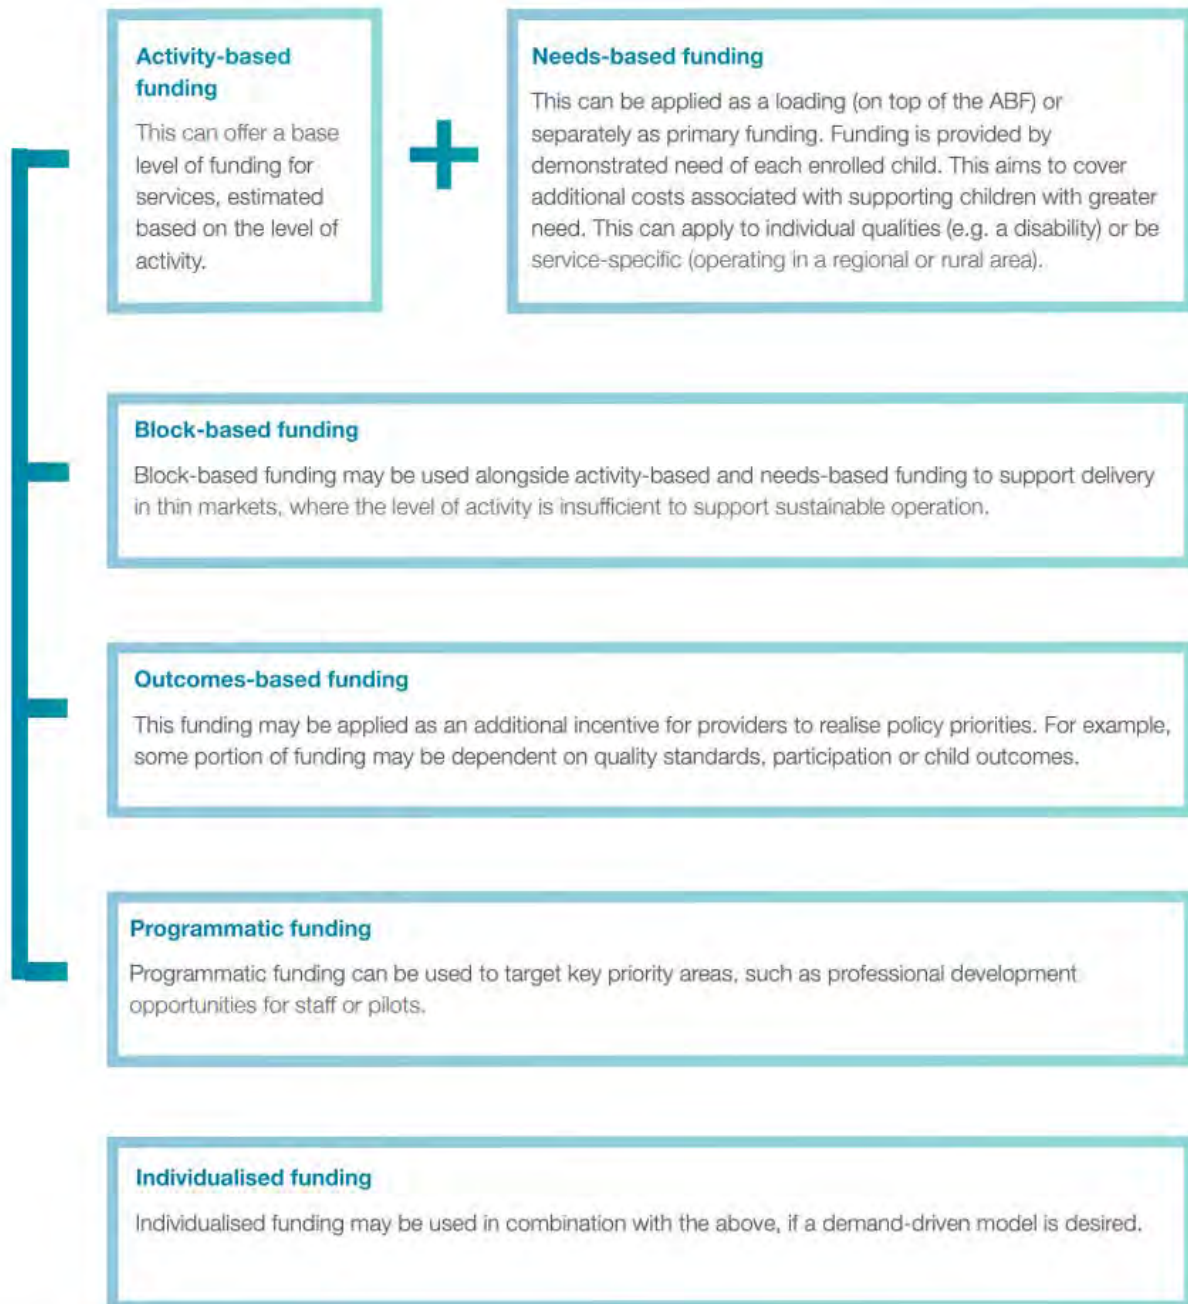 Activity-based
funding
This can offer a base
level of funding for
services, estimated
based on the level of
activity.
Needs-based funding
This can be applied as a loading (on top of the ABF) or
separately as primary funding. Funding is provided by
demonstrated need of each enrolled child. This aims to cover
additional costs associated with supporting children with greater
need. This can apply to individual qualities (e.g. a disability) or be
service-specific (operating in a regional or rural area).
Block-based funding
Block-based funding may be used alongside activity-based and needs-based funding to support delivery
in thin markets, where the level of activity is insufficient to support sustainable operation.
Outcomes-based funding
This funding may be applied as an additional incentive for providers to realise policy priorities. For example,
some portion of funding may be dependent on quality standards, participation or child outcomes.
Programmatic funding
Programmatic funding can be used to target key priority areas, such as professional development
opportunities for staff or pilots.
Individualised funding
Individualised funding may be used in combination with the above, if a demand-driven model is desired.